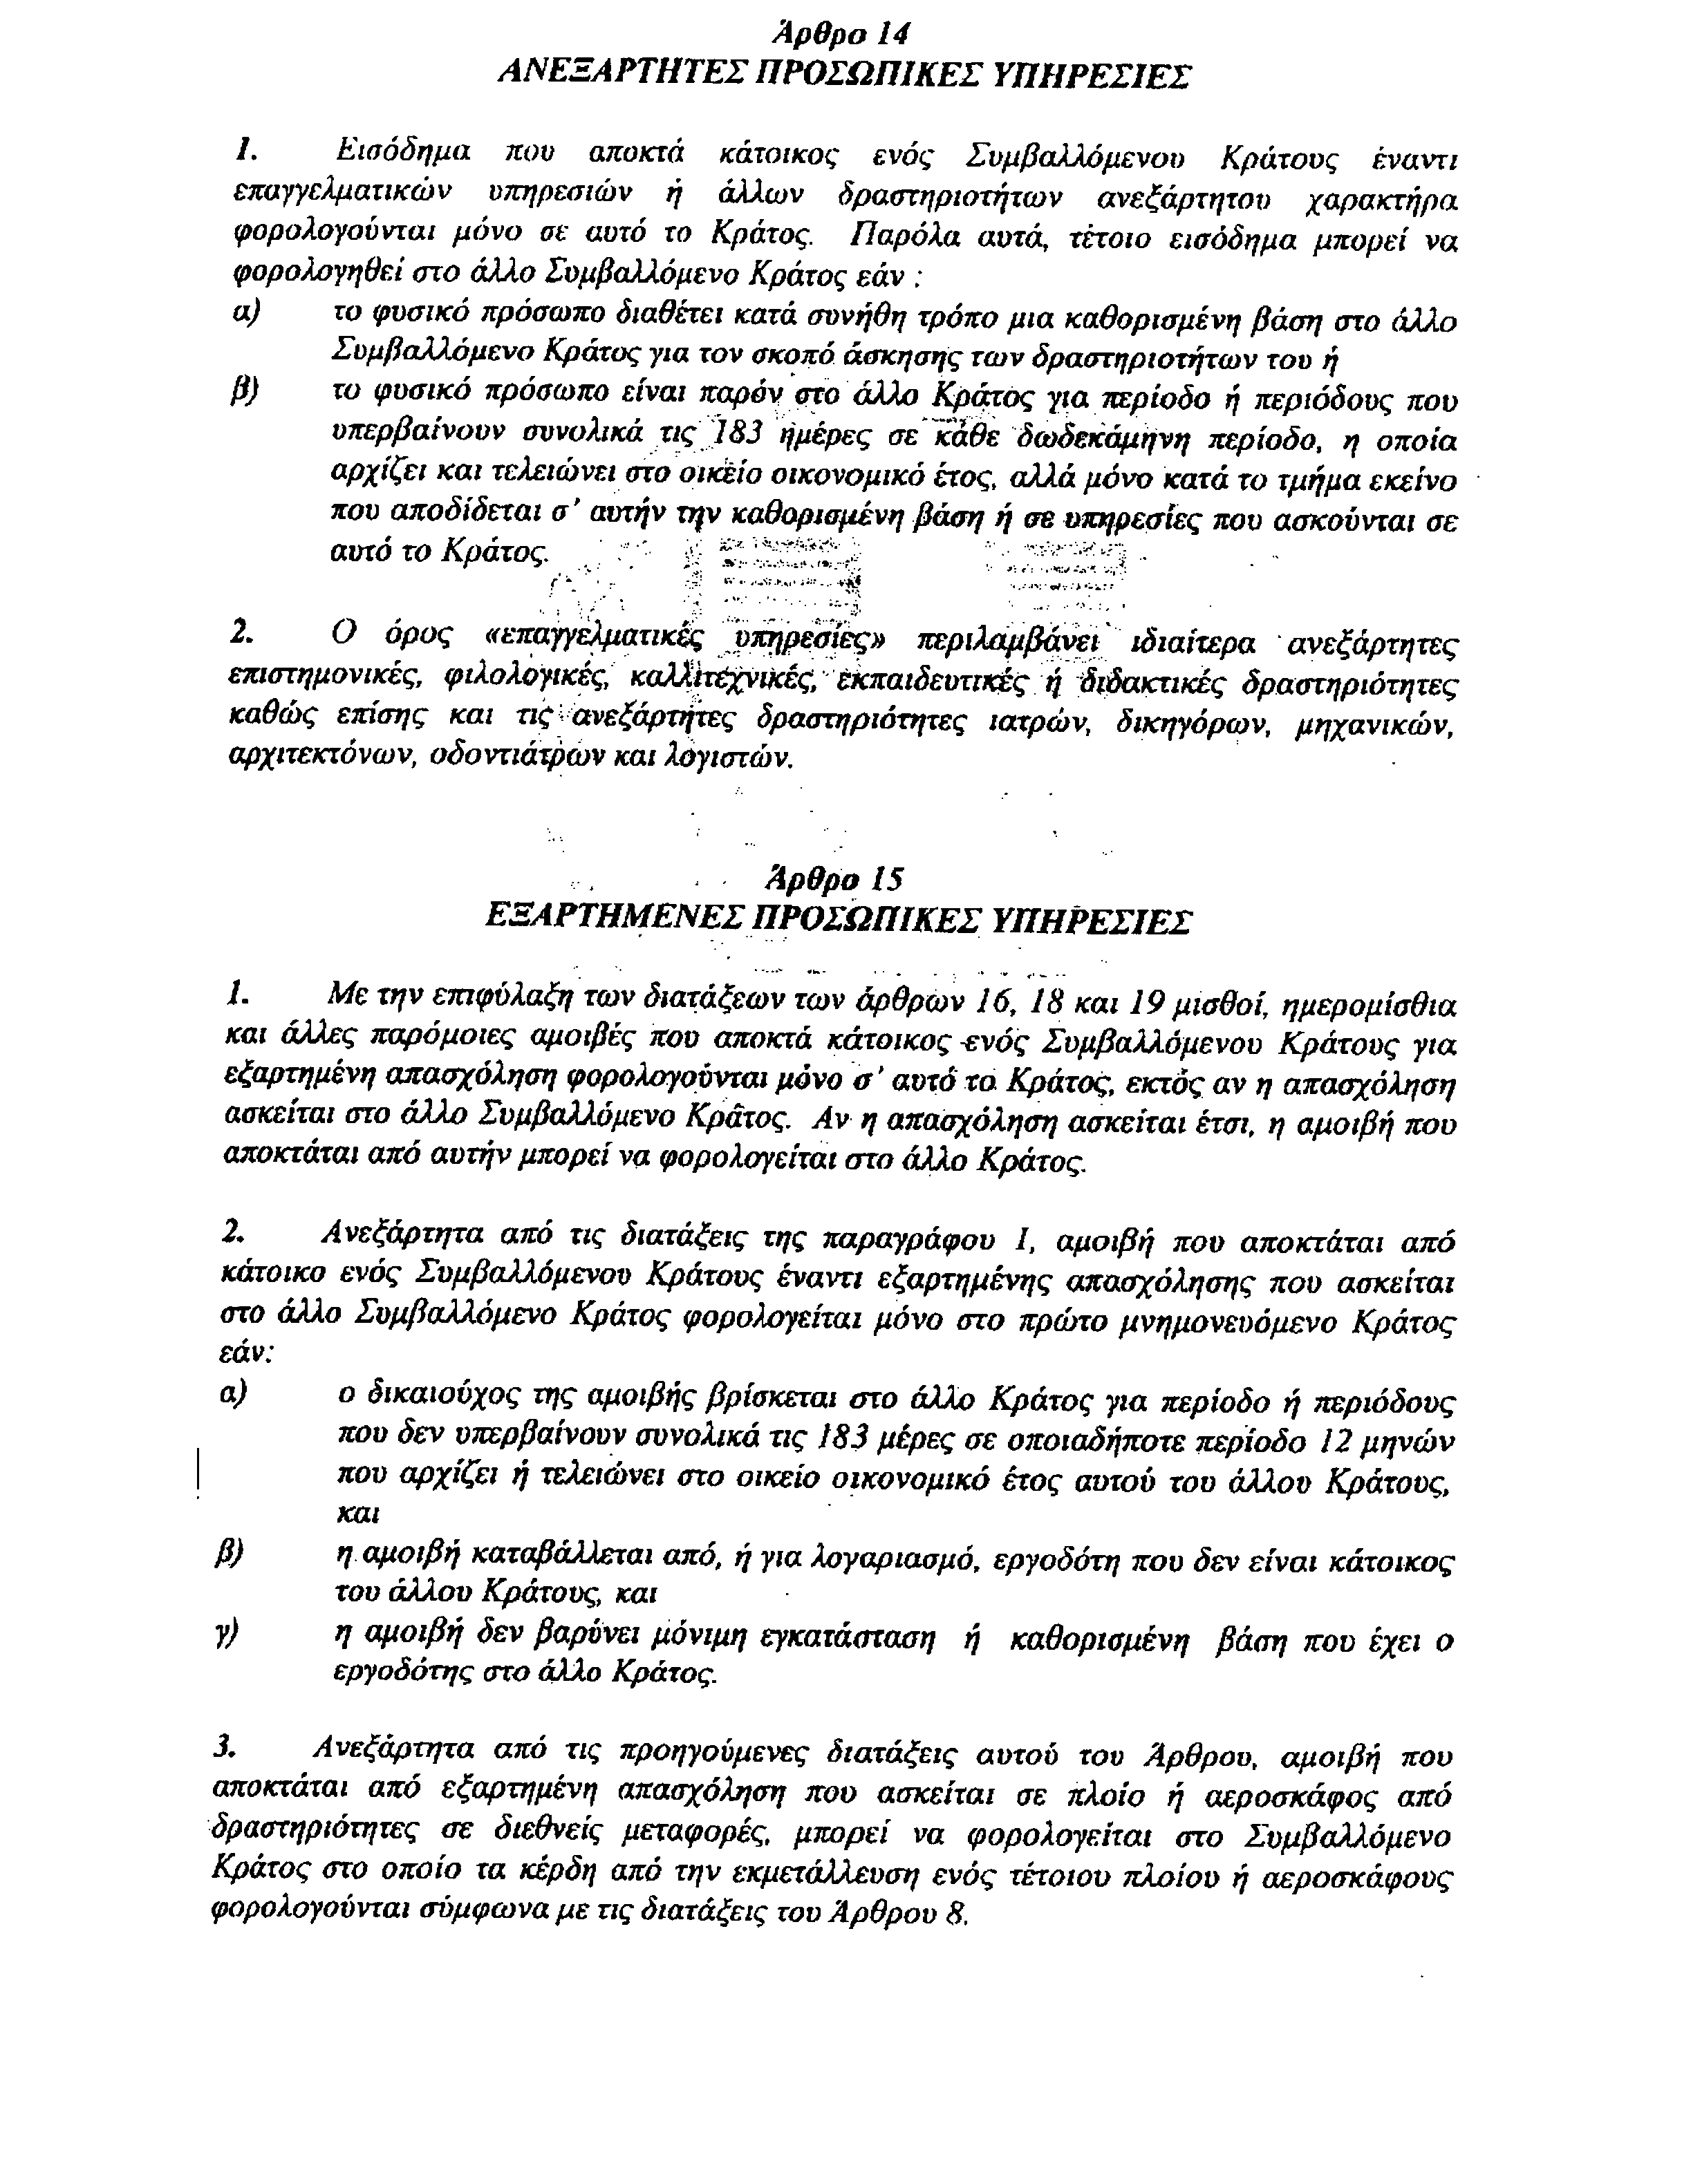 Άρθρο 14
ΑΝΕΞΑΡΤΗΤΕΣ ΠΡΟΣΩΠΙΚΕΣ ΥΠΗΡΕΣΙΕΣ
1. Εισόδημα που αποκτά κάτοικος ενός Συμβαλλόμενου Κράτους έναντι
επαγγελματικών υπηρεσιών ή άλλων δραστηριοτήτων ανεξάρτητου χαρακτήρα
φορολογούνται μόνο σε αυτό το Κράτος. Παρόλα αυτά, τέτοιο εισόδημα μπορεί να
φορολογηθεί στο άλλο Συμβαλλόμενο Κράτος εάν :
α) το φυσικό πρόσωπο διαθέτει κατά συνήθη τρόπο μια καθορισμένη βάση στο άλλο
Συμβαλλόμενο Κράτος για τον σκοπό άσκησης των δραστηριοτήτων του ή
β) το φυσικό πρόσωπο είναι παρόν στο άλλο Κράτος για περίοδο ή περιόδους που
υπερβαίνουν συνολικά τις 183 ημέρες σε κάθε δωδεκάμηνη περίοδο, η οποία
αρχίζει και τελειώνει στο οικείο οικονομικό έτος, αλλά μόνο κατά το τμήμα εκείνο
που αποδίδεται σ' αυτήν την καθορισμένη βάση ή σε υπηρεσίες που ασκούνται σε
αυτό το Κράτος.
2. Ο όρος «επαγγελματικές υπηρεσίες» περιλαμβάνει ιδιαίτερα ανεξάρτητες
επιστημονικές, φιλολογικές, καλλιτεχνικές, εκπαιδευτικές ή διδακτικές δραστηριότητες
καθώς επίσης και τις ανεξάρτητες δραστηριότητες ιατρών, δικηγόρων, μηχανικών,
αρχιτεκτόνων, οδοντιάτρων και λογιστών.
Άρθρο 15
ΕΞΑΡΤΗΜΕΝΕΣ ΠΡΟΣΩΠΙΚΕΣ ΥΠΗΡΕΣΙΕΣ
1. Με την επιφύλαξη των διατάξεων των άρθρων 16, 18 και 19 μισθοί, ημερομίσθια
και άλλες παρόμοιες αμοιβές που αποκτά κάτοικος ενός Συμβαλλόμενου Κράτους για
εξαρτημένη απασχόληση φορολογούνται μόνο σ' αυτό το Κράτος, εκτός αν η απασχόληση
ασκείται στο άλλο Συμβαλλόμενο Κράτος. Αν η απασχόληση ασκείται έτσι, η αμοιβή που
αποκτάται από αυτήν μπορεί να φορολογείται στο άλλο Κράτος.
2. Ανεξάρτητα από τις διατάξεις της παραγράφου 1, αμοιβή που αποκτάται από
κάτοικο ενός Συμβαλλόμενου Κράτους έναντι εξαρτημένης απασχόλησης που ασκείται
στο άλλο Συμβαλλόμενο Κράτος φορολογείται μόνο στο πρώτο μνημονευόμενο Κράτος
εάν:
α) ο δικαιούχος της αμοιβής βρίσκεται στο άλλο Κράτος για περίοδο ή περιόδους
που δεν υπερβαίνουν συνολικά τις 183 μέρες σε οποιαδήποτε περίοδο 12 μηνών
που αρχίζει ή τελειώνει στο οικείο οικονομικό έτος αυτού του άλλου Κράτους,
και
β) η αμοιβή καταβάλλεται από, ή για λογαριασμό, εργοδότη που δεν είναι κάτοικος
του άλλου Κράτους, και
γ) η αμοιβή δεν βαρύνει μόνιμη εγκατάσταση ή καθορισμένη βάση που έχει ο
εργοδότης στο άλλο Κράτος.
3. Ανεξάρτητα από τις προηγούμενες διατάξεις αυτού του Άρθρου, αμοιβή που
αποκτάται από εξαρτημένη απασχόληση που ασκείται σε πλοίο ή αεροσκάφος από
δραστηριότητες σε διεθνείς μεταφορές, μπορεί να φορολογείται στο Συμβαλλόμενο
Κράτος στο οποίο τα κέρδη από την εκμετάλλευση ενός τέτοιου πλοίου ή αεροσκάφους
φορολογούνται σύμφωνα με τις διατάξεις του Άρθρου 8.